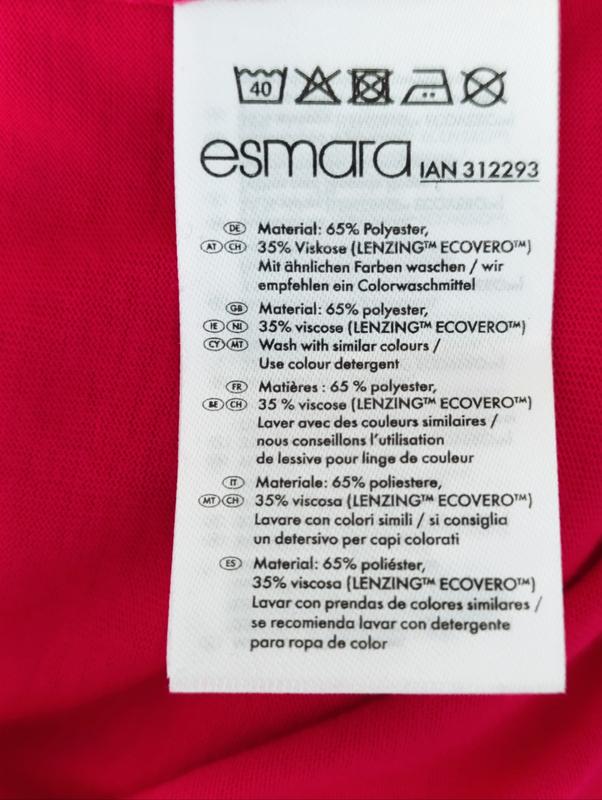 40
esmara IAN 312293
DE Material: 65% Polyester,
AT CH 35% Viskose (LENZING™ ECOVERO™)
Mit ähnlichen Farben waschen / wir
empfehlen ein Colorwaschmittel
GB Material: 65% polyester,
IE NI 35% viscose (LENZING™ ECOVERO™)
CY MT Wash with similar colours /
Use colour detergent
FR Matières : 65 % polyester,
BE CH 35 % viscose (LENZING™ ECOVERO™)
Laver avec des couleurs similaires /
nous conseillons l'utilisation
de lessive pour linge de couleur
IT Materiale: 65% poliestere,
MT CH 35% viscosa (LENZING™ ECOVERO™)
Lavare con colori simili / si consiglia
un detersivo per capi colorati
ES Material: 65% poliéster,
35% viscosa (LENZING™ ECOVERO™)
Lavar con prendas de colores similares /
se recomienda lavar con detergente
para ropa de color